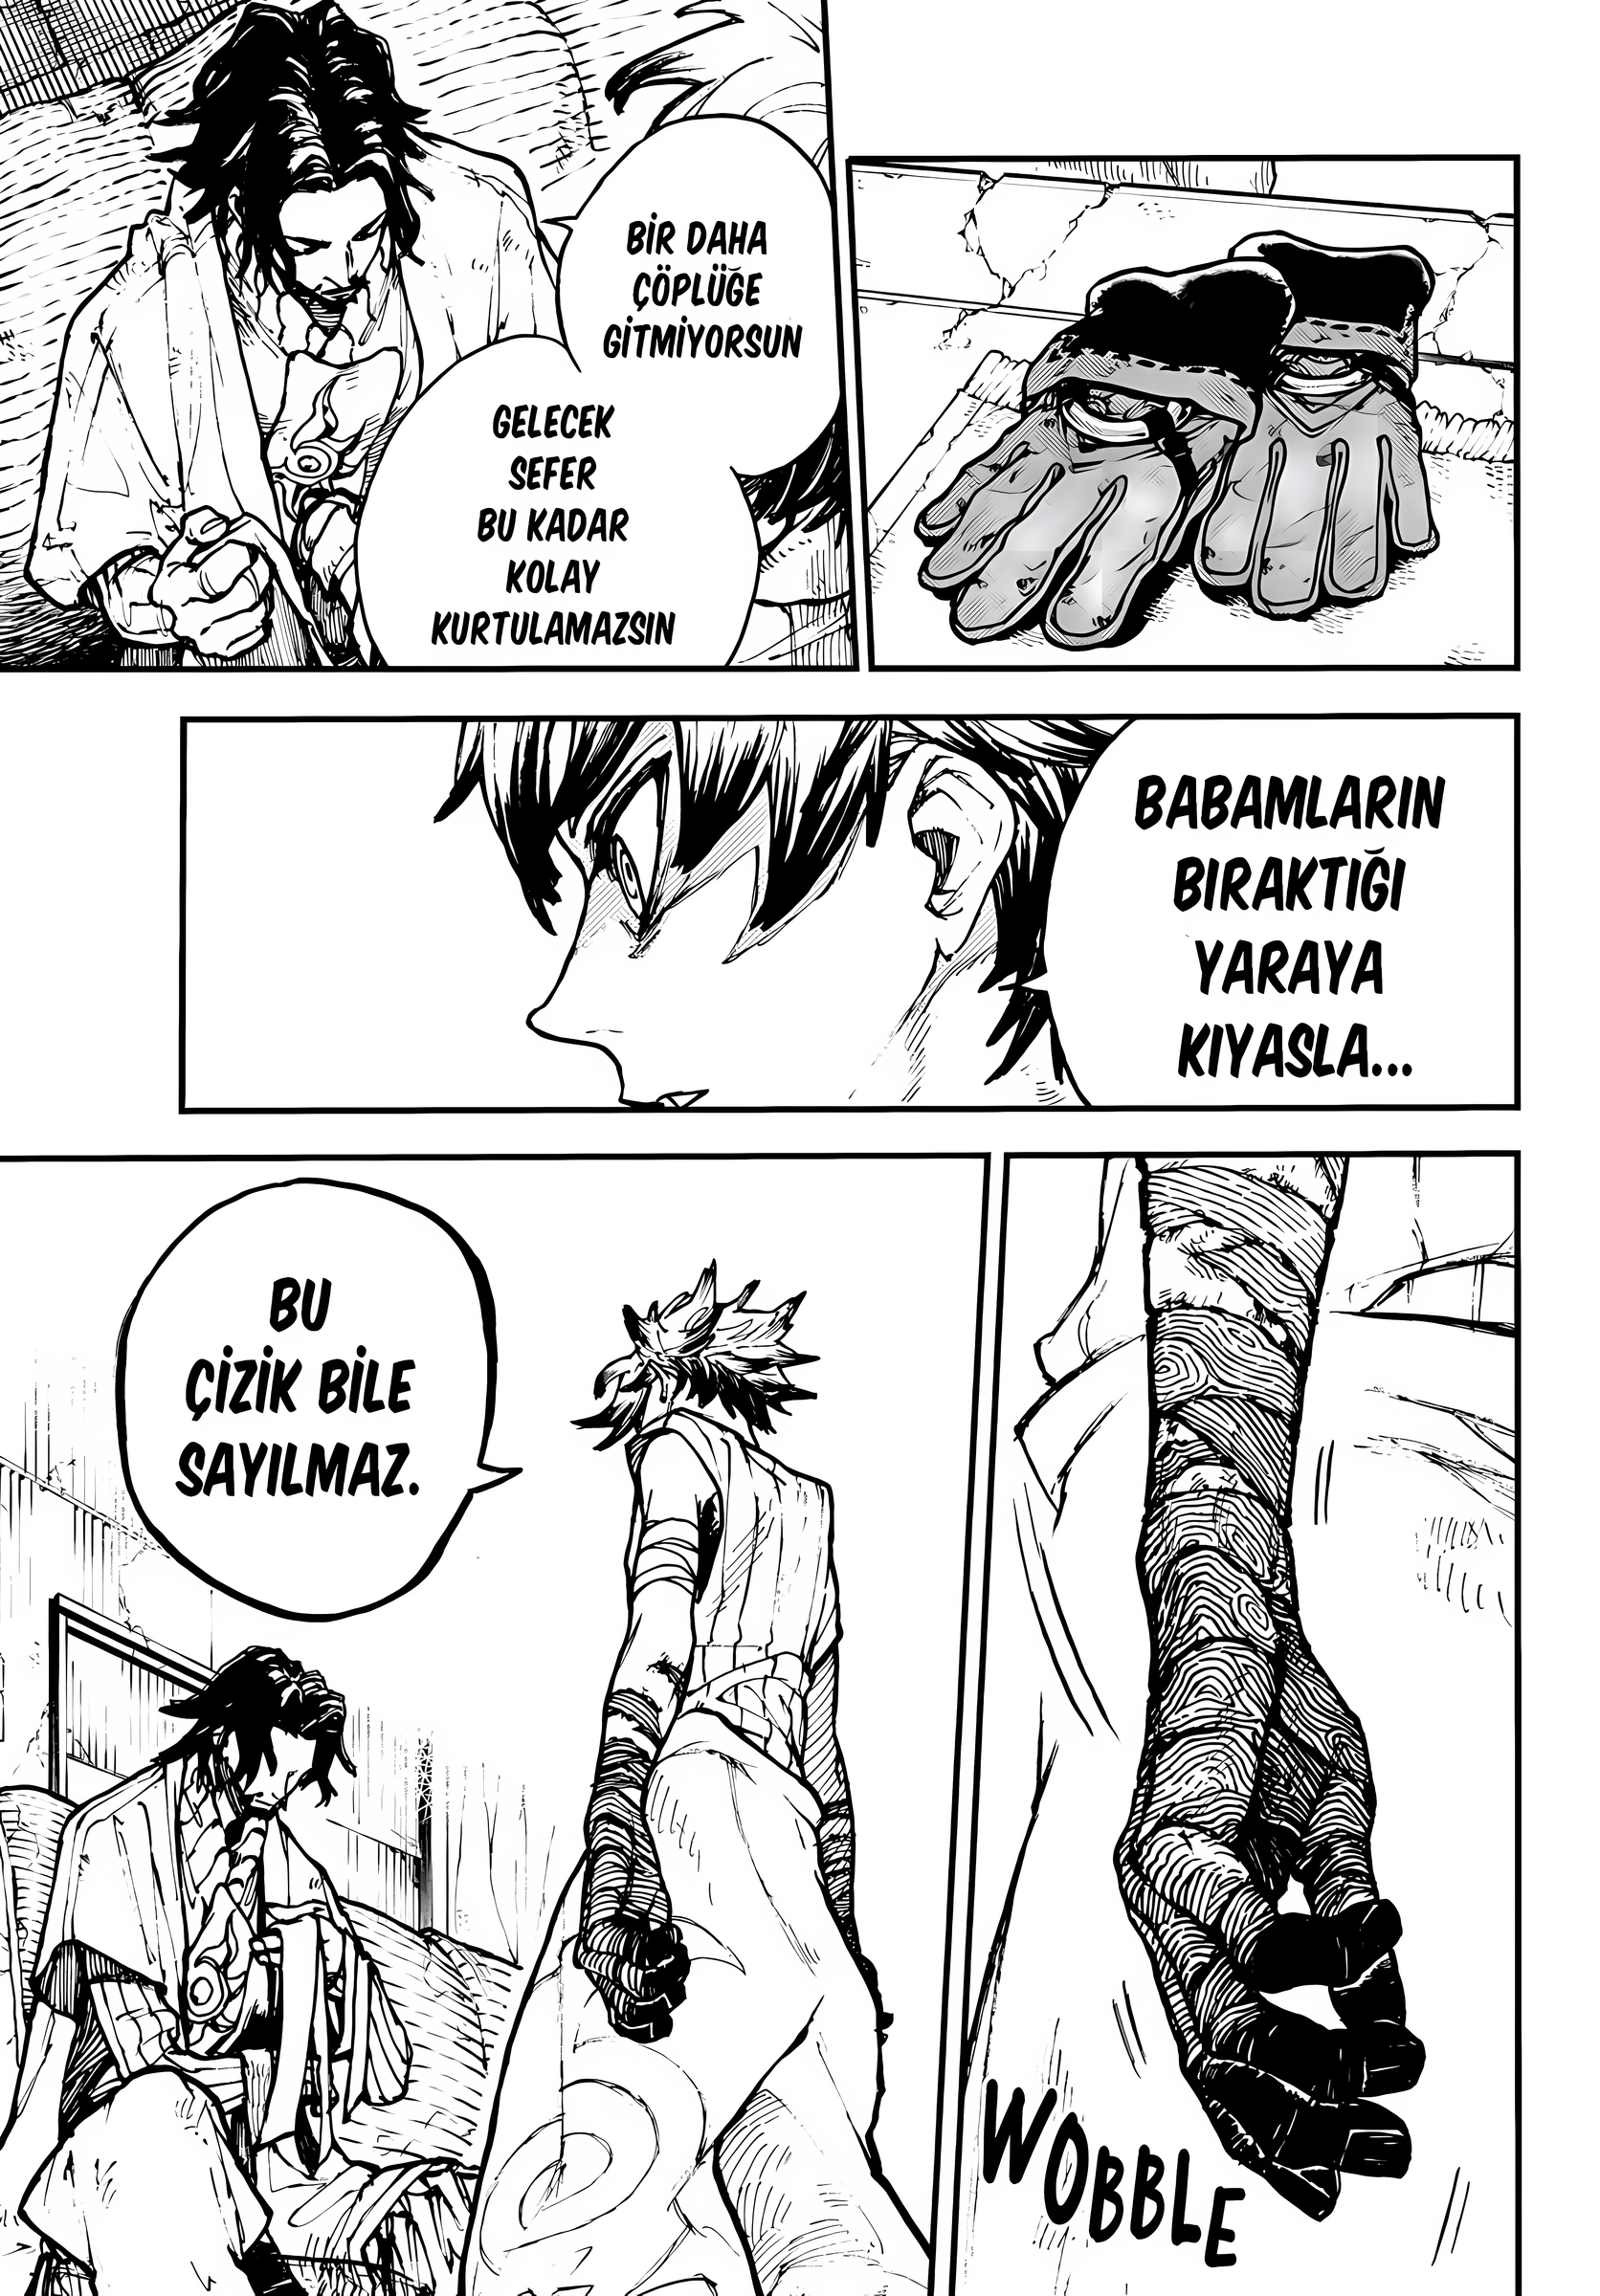 BİR DAHA
ÇÖPLÜĞE
GİTMİYORSUN
GELECEK
SEFER
BU KADAR
KOLAY
KURTULAMAZSIN
BABAMLARIN
BIRAKTIĞI
YARAYA
KIYASLA...
WOBBLE
BU
ÇİZİK BİLE
SAYILMAZ.